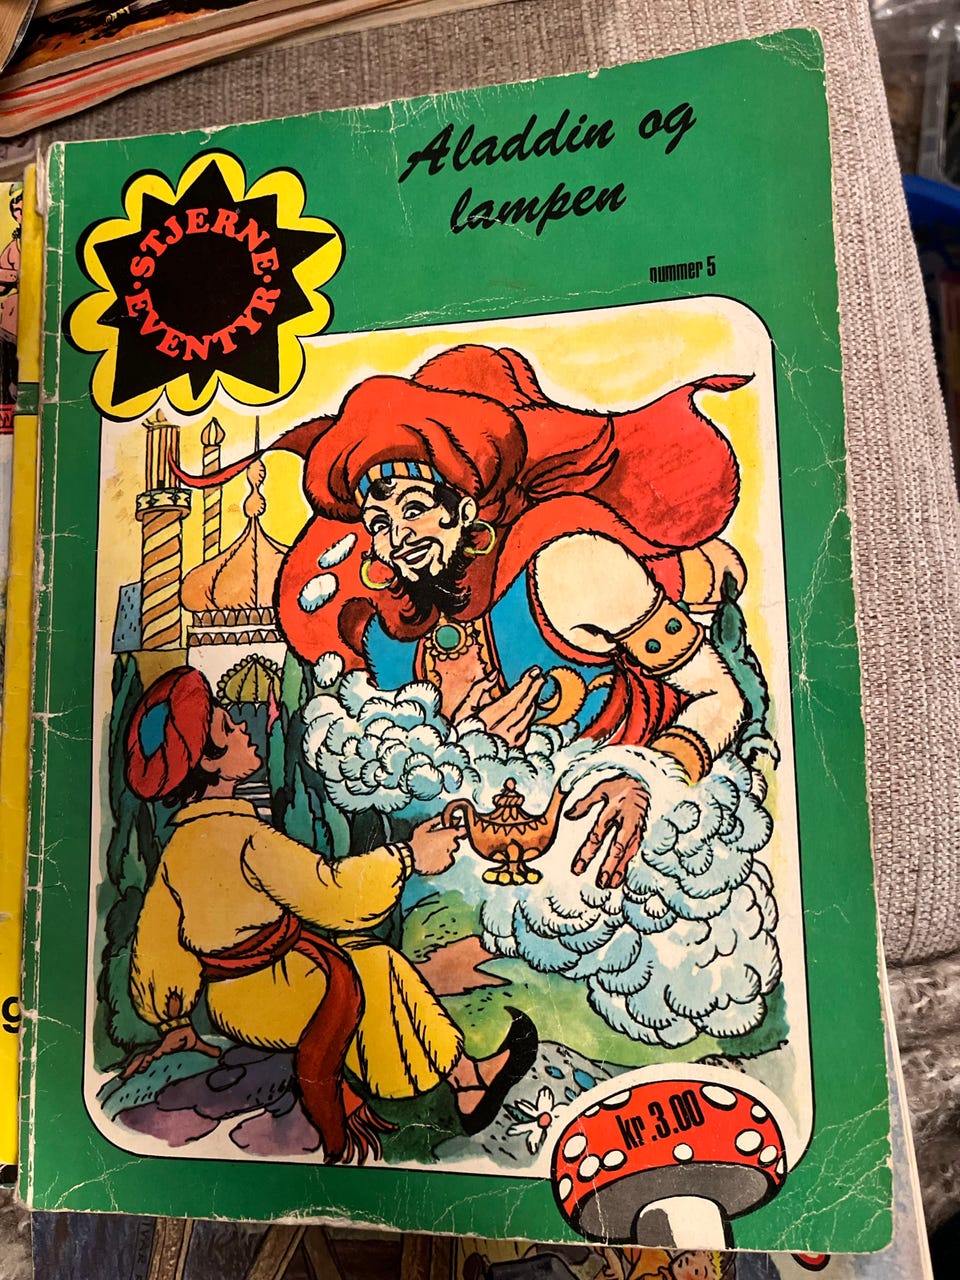 Aladdin og
lampen
nummer 5
STJERNE
EVENTYR
kr.3.00
g